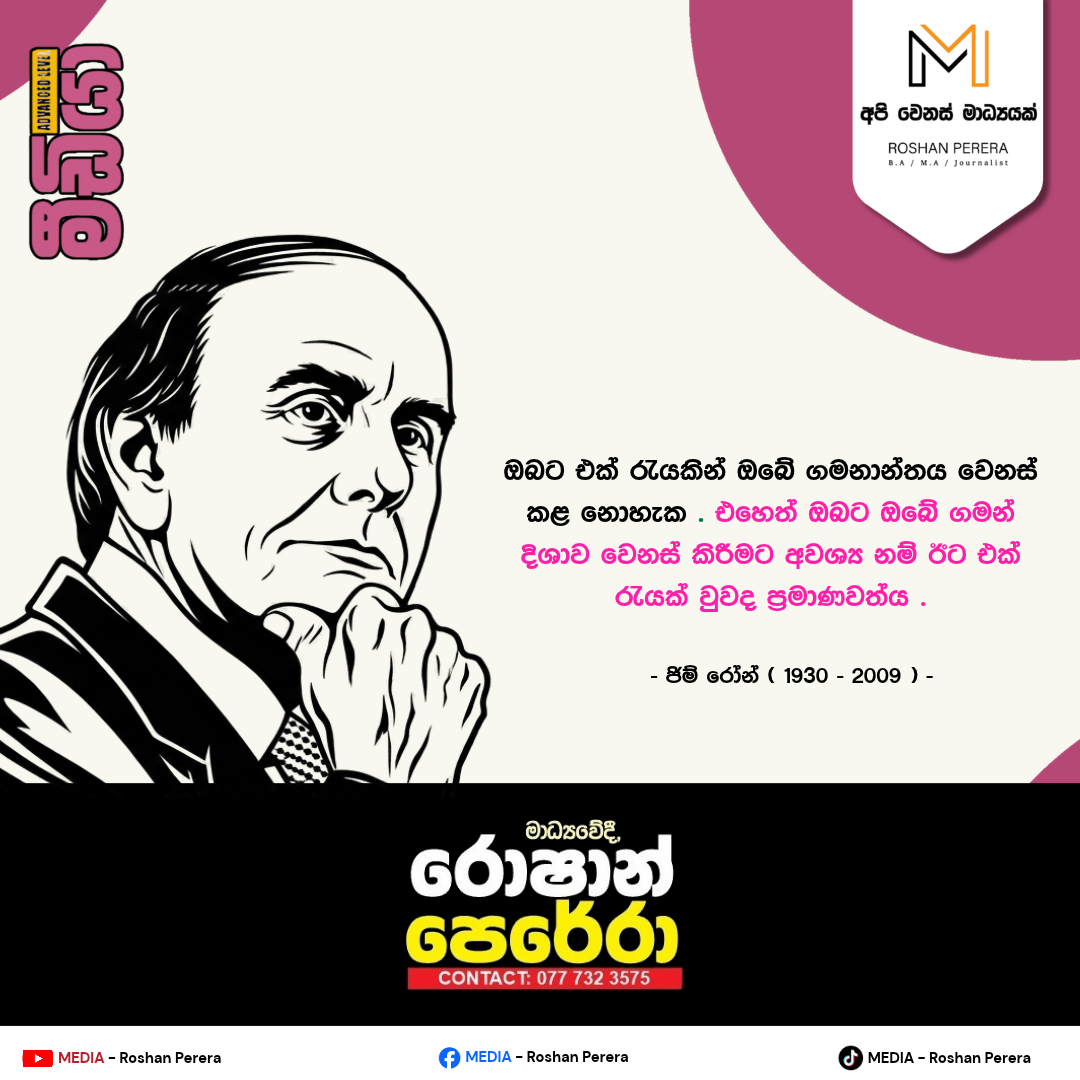 ADVANCED LEVEL
මීඩියා
M
අපි වෙනස් මාධ්‍යයක්
ROSHAN PERERA
B.A / M.A / Journalist
ඔබට එක් රැයකින් ඔබේ ගමනාන්තය වෙනස්
කළ නොහැක . එහෙත් ඔබට ඔබේ ගමන්
දිශාව වෙනස් කිරීමට අවශ්‍ය නම් ඊට එක්
රැයක් වුවද ප්‍රමාණවත්ය .
- ජිම් රෝන් ( 1930 - 2009 ) -
මාධ්‍යවේදී,
රොෂාන්
පෙරේරා
CONTACT: 077 732 3575
MEDIA - Roshan Perera
MEDIA - Roshan Perera
MEDIA - Roshan Perera